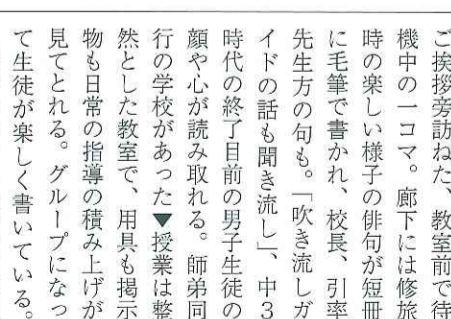 ご挨拶旁訪ねた、教室前で待
機中の一コマ。廊下には修旅
時の楽しい様子の俳句が短冊
に毛筆で書かれ、校長、引率
先生方の句も。「吹き流しガ
イドの話も聞き流し」、中3
時代の終了目前の男子生徒の
顔や心が読み取れる。師弟同
行の学校があった▼授業は整
然とした教室で、用具も掲示
物も日常の指導の積み上げが
見てとれる。グループになっ
て生徒が楽しく書いている。